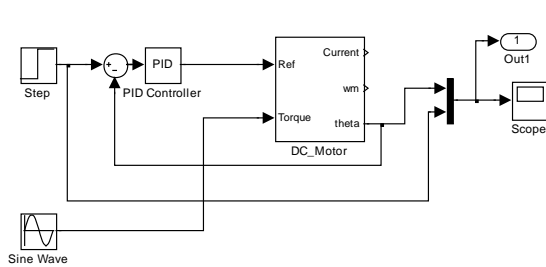 Step
+
−
PID
PID Controller
Ref
Torque
Current
wm
theta
DC_Motor
1
Out1
Scope
Sine Wave